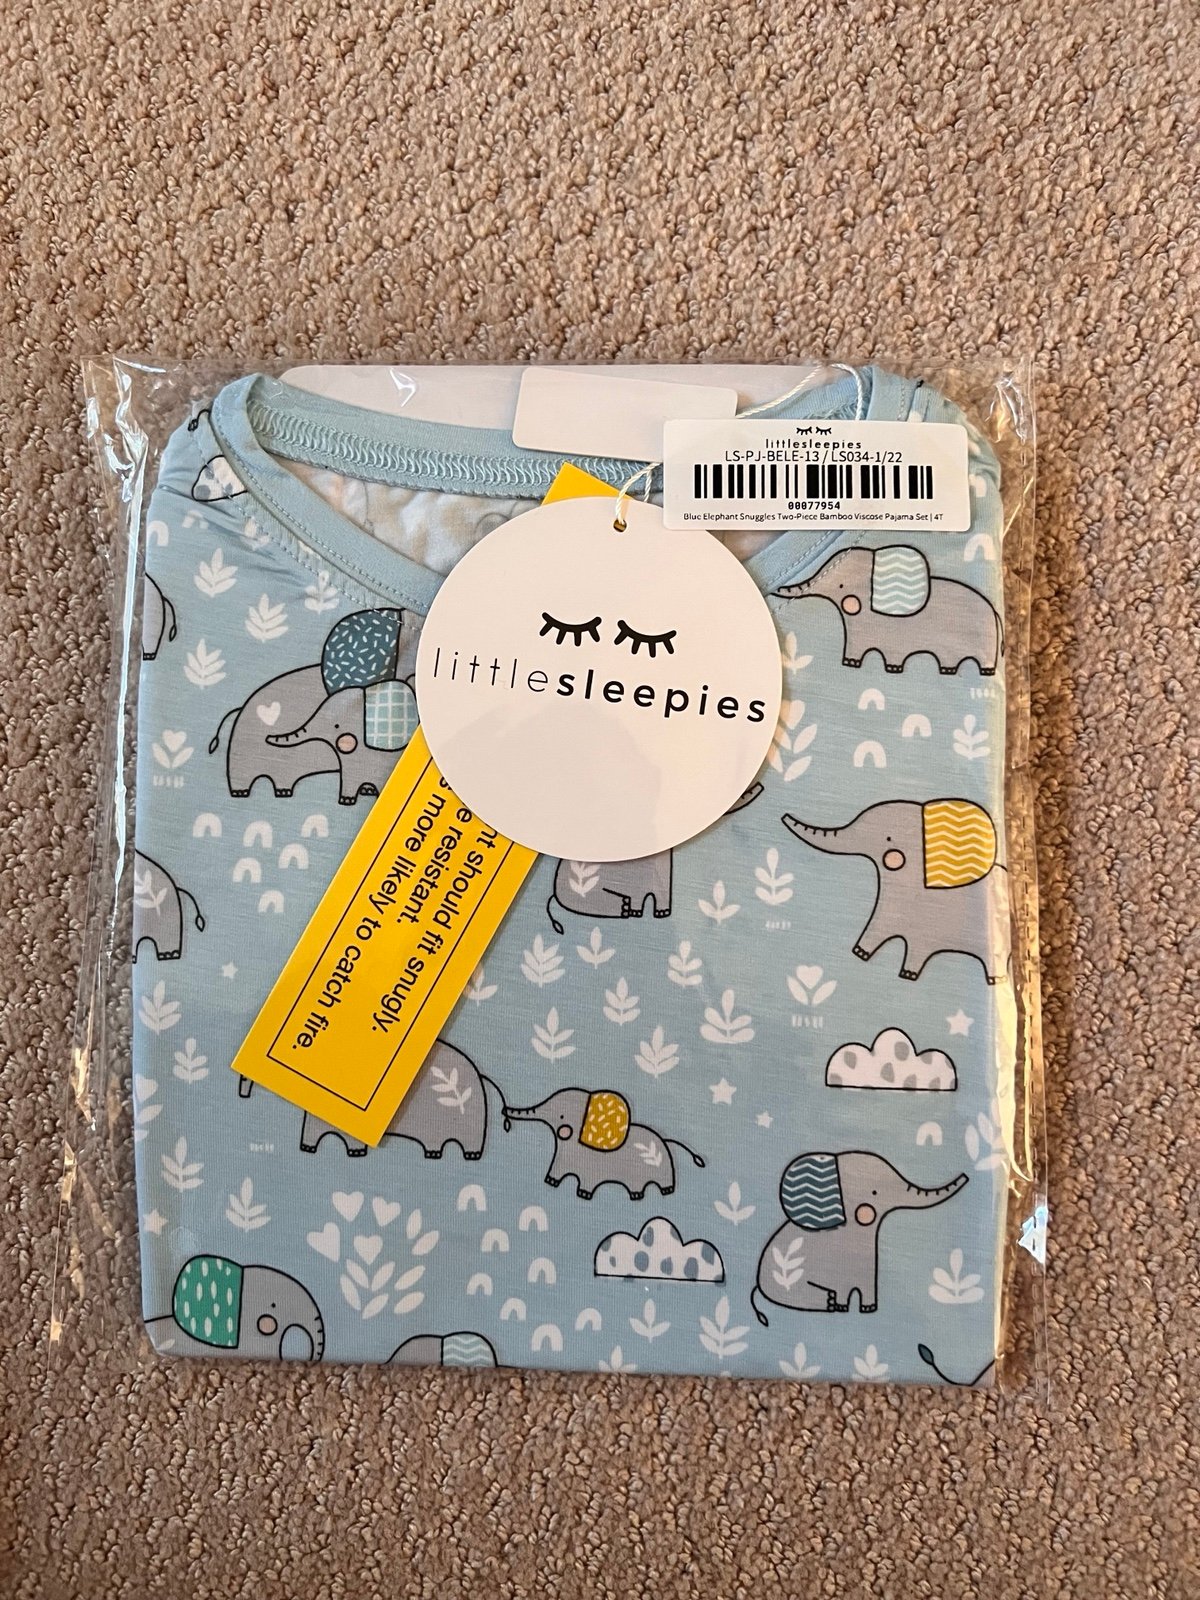 littlesleepies
LS-PJ-BELE-13 / LS034-1/22
00077954
Blue Elephant Snuggles Two-Piece Bamboo Viscose Pajama Set | 4T
littlesleepies
should fit snugly.
resistant.
more likely to catch fire.